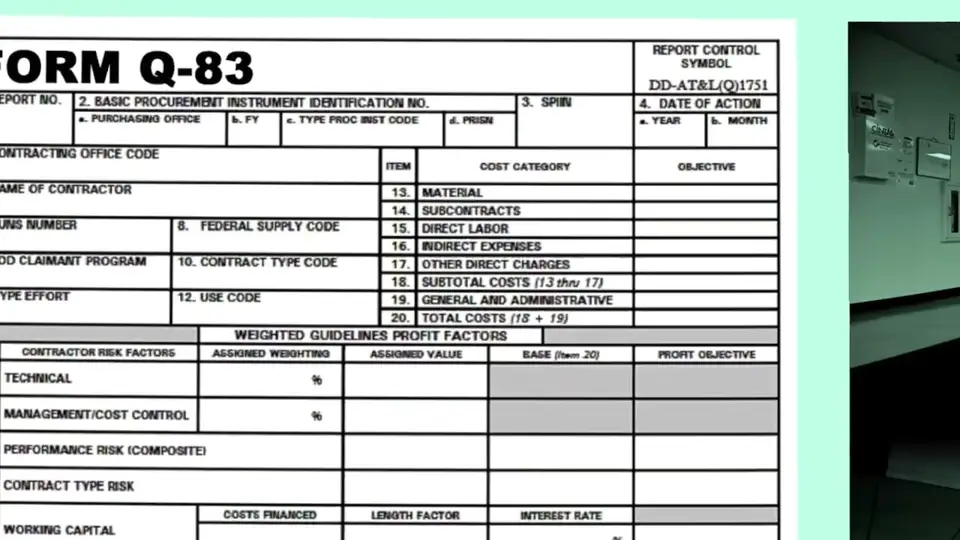 FORM Q-83
REPORT CONTROL
SYMBOL
DD-AT&L(Q)1751
EPORT NO.
2. BASIC PROCUREMENT INSTRUMENT IDENTIFICATION NO.
3. SPIIN
4. DATE OF ACTION
a. PURCHASING OFFICE
b. FY
c. TYPE PROC INST CODE
d. PRISN
a. YEAR
b. MONTH
ONTRACTING OFFICE CODE
ITEM
COST CATEGORY
OBJECTIVE
AME OF CONTRACTOR
13. MATERIAL
14. SUBCONTRACTS
UNS NUMBER
8. FEDERAL SUPPLY CODE
15. DIRECT LABOR
16. INDIRECT EXPENSES
OD CLAIMANT PROGRAM
10. CONTRACT TYPE CODE
17. OTHER DIRECT CHARGES
18. SUBTOTAL COSTS (13 thru 17)
YPE EFFORT
12. USE CODE
19. GENERAL AND ADMINISTRATIVE
20. TOTAL COSTS (18 + 19)
WEIGHTED GUIDELINES PROFIT FACTORS
CONTRACTOR RISK FACTORS
ASSIGNED WEIGHTING
ASSIGNED VALUE
BASE (Item 20)
PROFIT OBJECTIVE
TECHNICAL
%
MANAGEMENT/COST CONTROL
%
PERFORMANCE RISK (COMPOSITE)
CONTRACT TYPE RISK
WORKING CAPITAL
COSTS FINANCED
LENGTH FACTOR
INTEREST RATE
%